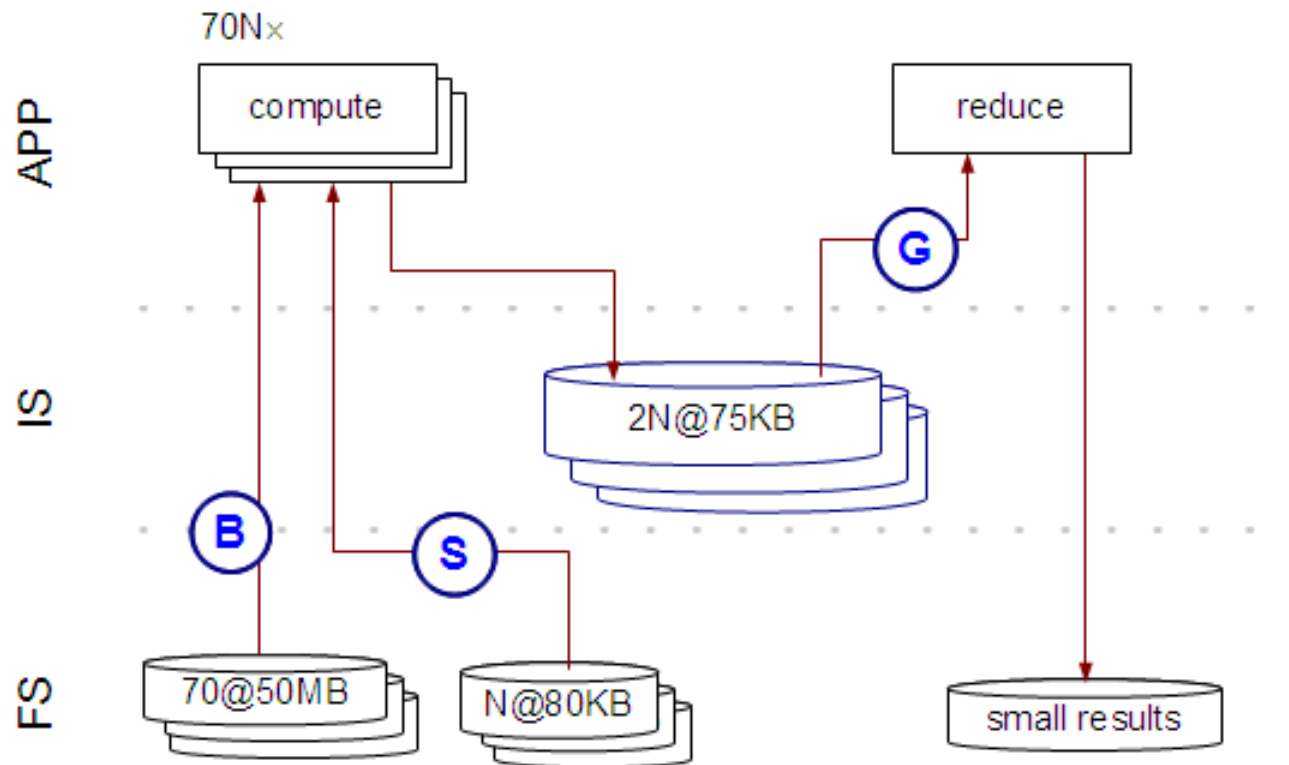 70N×
APP
compute
reduce
G
IS
2N@75KB
B
S
FS
70@50MB
N@80KB
small results